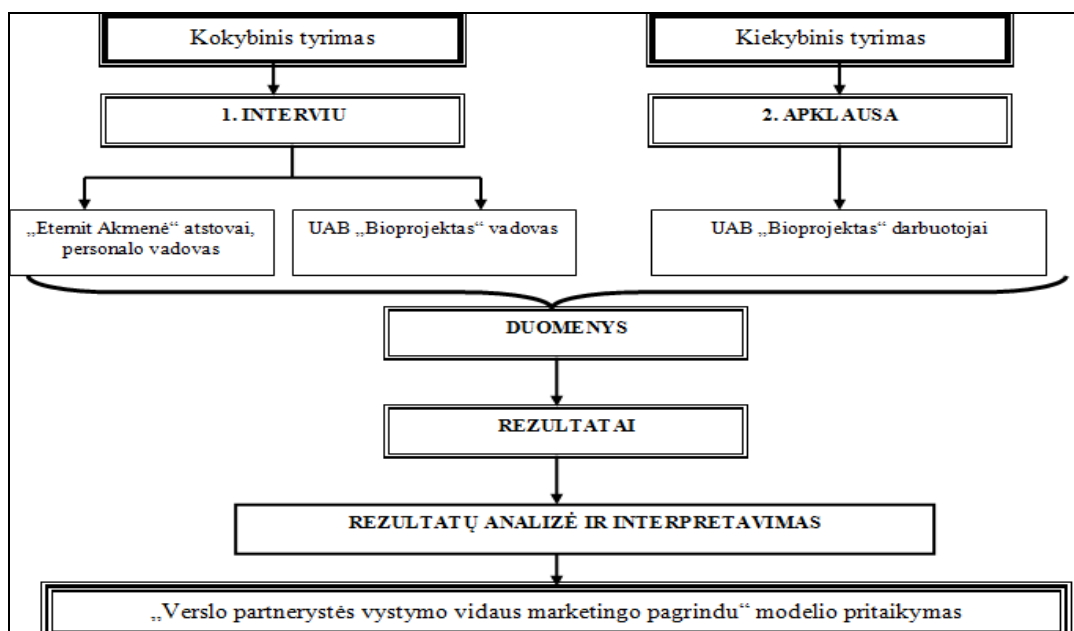 Kokybinis tyrimas
Kiekybinis tyrimas
1. INTERVIU
2. APKLAUSA
„Eternit Akmenė“ atstovai,
personalo vadovas
UAB „Bioprojektas“ vadovas
UAB „Bioprojektas“ darbuotojai
DUOMENYS
REZULTATAI
REZULTATŲ ANALIZĖ IR INTERPRETAVIMAS
„Verslo partnerystės vystymo vidaus marketingo pagrindu“ modelio pritaikymas